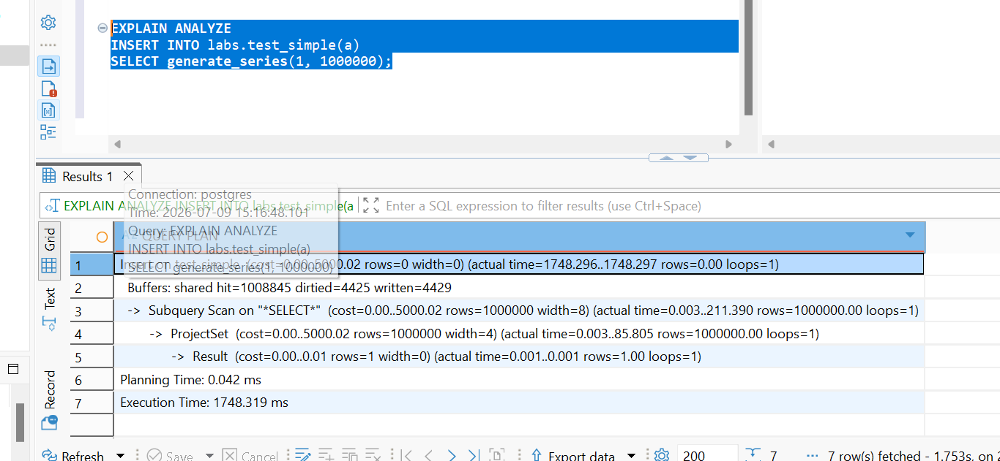 EXPLAIN ANALYZE
INSERT INTO labs.test_simple(a)
SELECT generate_series(1, 1000000);
Results 1
EXPLAIN ANALYZE INSERT INTO labs.test_simple(a
Enter a SQL expression to filter results (use Ctrl+Space)
Connection: postgres
Time: 2026-07-09 15:16:48.101
Query: EXPLAIN ANALYZE
INSERT INTO labs.test_simple(a)
SELECT generate_series(1, 1000000)
Grid
Text
Record
AZ QUERY PLAN
1 Insert on test_simple (cost=0.00..5000.02 rows=0 width=0) (actual time=1748.296..1748.297 rows=0.00 loops=1)
2 Buffers: shared hit=1008845 dirtied=4425 written=4429
3 -> Subquery Scan on "*SELECT*" (cost=0.00..5000.02 rows=1000000 width=8) (actual time=0.003..211.390 rows=1000000.00 loops=1)
4 -> ProjectSet (cost=0.00..5000.02 rows=1000000 width=4) (actual time=0.003..85.805 rows=1000000.00 loops=1)
5 -> Result (cost=0.00..0.01 rows=1 width=0) (actual time=0.001..0.001 rows=1.00 loops=1)
6 Planning Time: 0.042 ms
7 Execution Time: 1748.319 ms
Refresh Save Cancel Export data 200 7 7 row(s) fetched - 1.753s, on